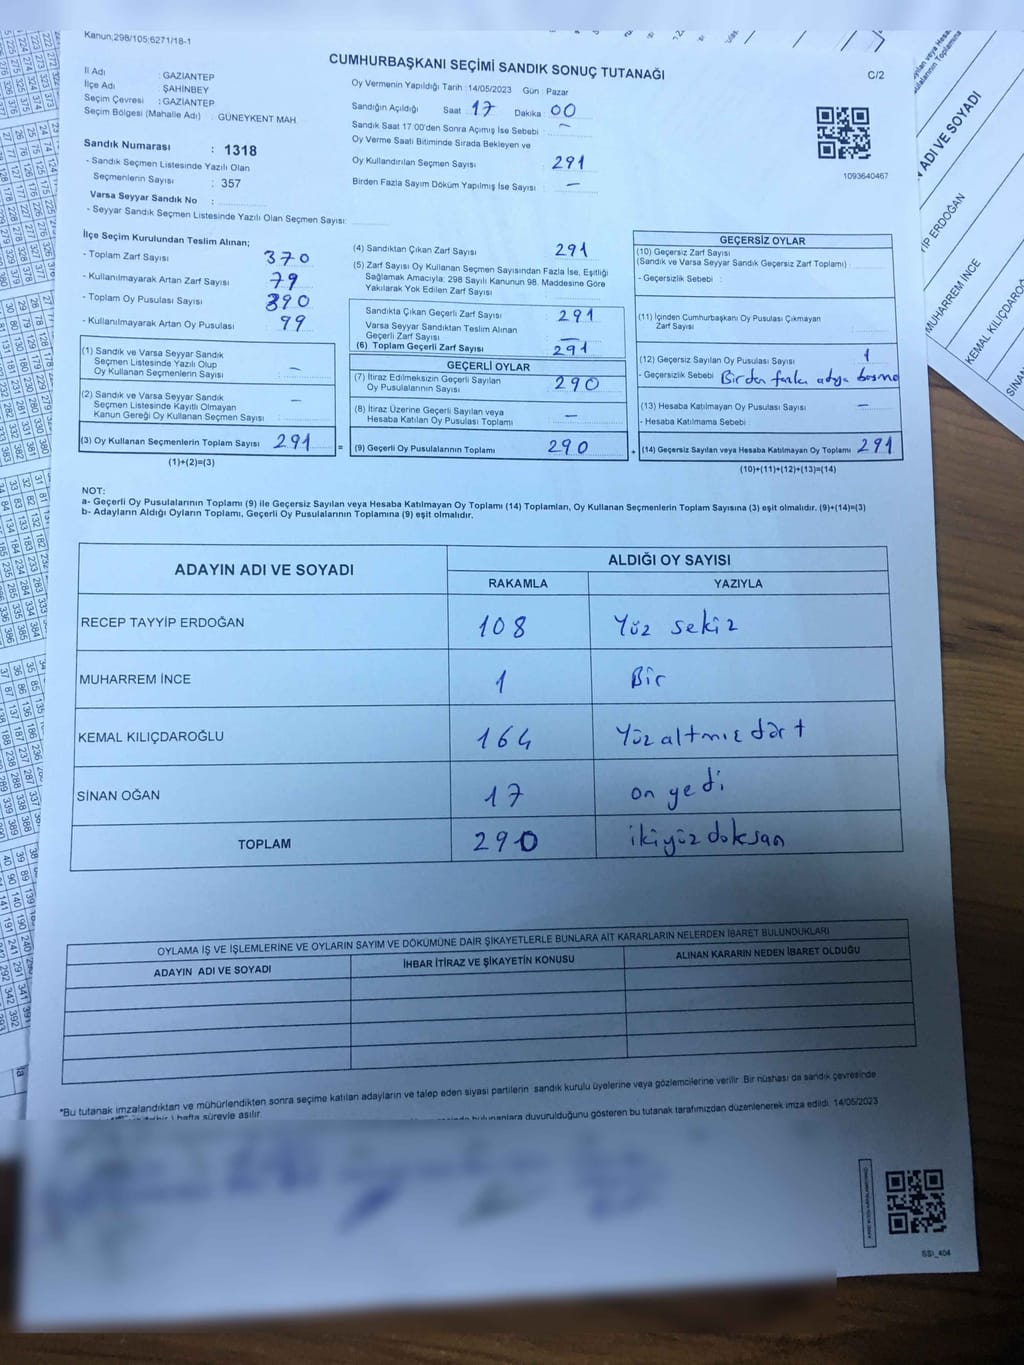 Kanun;298/105;6271/18-1
CUMHURBAŞKANI SEÇİMİ SANDIK SONUÇ TUTANAĞI
C/2
İl Adı : GAZİANTEP
İlçe Adı : ŞAHİNBEY
Seçim Çevresi : GAZİANTEP
Seçim Bölgesi (Mahalle Adı) : GÜNEYKENT MAH.
Sandık Numarası : 1318
- Sandık Seçmen Listesinde Yazılı Olan
Seçmenlerin Sayısı : 357
Varsa Seyyar Sandık No :
- Seyyar Sandık Seçmen Listesinde Yazılı Olan Seçmen Sayısı:
Oy Vermenin Yapıldığı Tarih : 14/05/2023 Gün : Pazar
Sandığın Açıldığı Saat 17 Dakika 00
Sandık Saat 17:00'den Sonra Açımış İse Sebebi : —
Oy Verme Saati Bitiminde Sırada Bekleyen ve
Oy Kullandırılan Seçmen Sayısı : 291
Birden Fazla Sayım Döküm Yapılmış İse Sayısı : —
1093640467
İlçe Seçim Kurulundan Teslim Alınan;
- Toplam Zarf Sayısı 370
- Kullanılmayarak Artan Zarf Sayısı 79
- Toplam Oy Pusulası Sayısı 390
- Kullanılmayarak Artan Oy Pusulası 99
(1) Sandık ve Varsa Seyyar Sandık
Seçmen Listesinde Yazılı Olup
Oy Kullanan Seçmenlerin Sayısı —
(2) Sandık ve Varsa Seyyar Sandık
Seçmen Listesinde Kayıtlı Olmayan
Kanun Gereği Oy Kullanan Seçmen Sayısı —
(3) Oy Kullanan Seçmenlerin Toplam Sayısı 291 =
(1)+(2)=(3)
(4) Sandıktan Çıkan Zarf Sayısı 291
(5) Zarf Sayısı Oy Kullanan Seçmen Sayısından Fazla İse, Eşitliği
Sağlamak Amacıyla; 298 Sayılı Kanunun 98. Maddesine Göre
Yakılarak Yok Edilen Zarf Sayısı
Sandıkta Çıkan Geçerli Zarf Sayısı 291
Varsa Seyyar Sandıktan Teslim Alınan
Geçerli Zarf Sayısı —
(6) Toplam Geçerli Zarf Sayısı 291
GEÇERLİ OYLAR
(7) İtiraz Edilmeksizin Geçerli Sayılan
Oy Pusulasının Sayısı 290
(8) İtiraz Üzerine Geçerli Sayılan veya
Hesaba Katılan Oy Pusulası Toplamı —
(9) Geçerli Oy Pusulalarının Toplamı 290 +
GEÇERSİZ OYLAR
(10) Geçersiz Zarf Sayısı
(Sandık ve Varsa Seyyar Sandık Geçersiz Zarf Toplamı)
- Geçersizlik Sebebi :
(11) İçinden Cumhurbaşkanı Oy Pusulası Çıkmayan
Zarf Sayısı
(12) Geçersiz Sayılan Oy Pusulası Sayısı 1
- Geçersizlik Sebebi : Birden fazla adaya basma
(13) Hesaba Katılmayan Oy Pusulası Sayısı —
- Hesaba Katılmama Sebebi :
(14) Geçersiz Sayılan veya Hesaba Katılmayan Oy Toplamı 291
(10)+(11)+(12)+(13)=(14)
NOT:
a- Geçerli Oy Pusulalarının Toplamı (9) ile Geçersiz Sayılan veya Hesaba Katılmayan Oy Toplamı (14) Toplamları, Oy Kullanan Seçmenlerin Toplam Sayısına (3) eşit olmalıdır. (9)+(14)=(3)
b- Adayların Aldığı Oyların Toplamı, Geçerli Oy Pusulalarının Toplamına (9) eşit olmalıdır.
ADAYIN ADI VE SOYADI ALDIĞI OY SAYISI
RAKAMLA YAZIYLA
RECEP TAYYİP ERDOĞAN 108 Yüz sekiz
MUHARREM İNCE 1 Bir
KEMAL KILIÇDAROĞLU 164 Yüz altmış dört
SİNAN OĞAN 17 on yedi
TOPLAM 290 ikiyüz doksan
OYLAMA İŞ VE İŞLEMLERİNE VE OYLARIN SAYIM VE DÖKÜMÜNE DAİR ŞİKAYETLERLE BUNLARA AİT KARARLARIN NELERDEN İBARET BULUNDUKLARI
ADAYIN ADI VE SOYADI İHBAR İTİRAZ VE ŞİKAYETİN KONUSU ALINAN KARARIN NEDEN İBARET OLDUĞU
*Bu tutanak imzalandıktan ve mühürlendikten sonra seçime katılan adayların ve talep eden siyasi partilerin sandık kurulu üyelerine veya gözlemcilerine verilir. Bir nüshası da sandık çevresinde
hafta süreyle asılır.
bulunanlara duyurulduğunu gösteren bu tutanak tarafımızdan düzenlenerek imza edildi. 14/05/2023
SSI_404
ADI VE SOYADI
ERDOĞAN
MUHARREM İNCE
KEMAL KILIÇDAROĞ
SİNAN